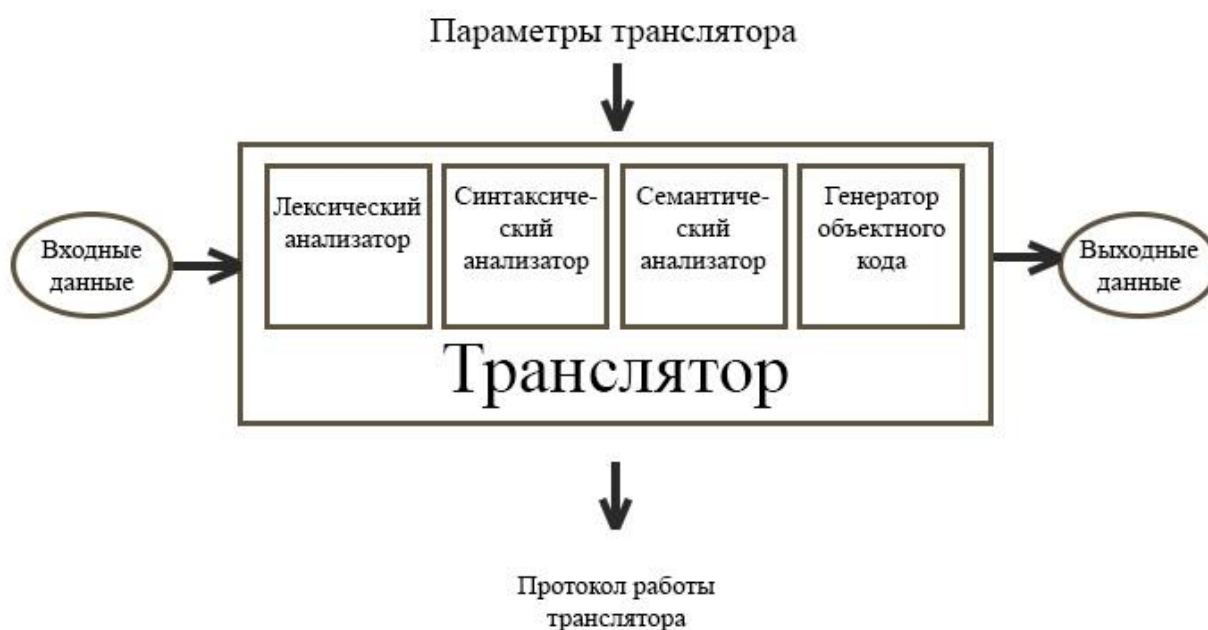 Параметры транслятора
Входные
данные
Лексический
анализатор
Синтаксиче-
ский
анализатор
Семантиче-
ский
анализатор
Генератор
объектного
кода
Транслятор
Выходные
данные
Протокол работы
транслятора